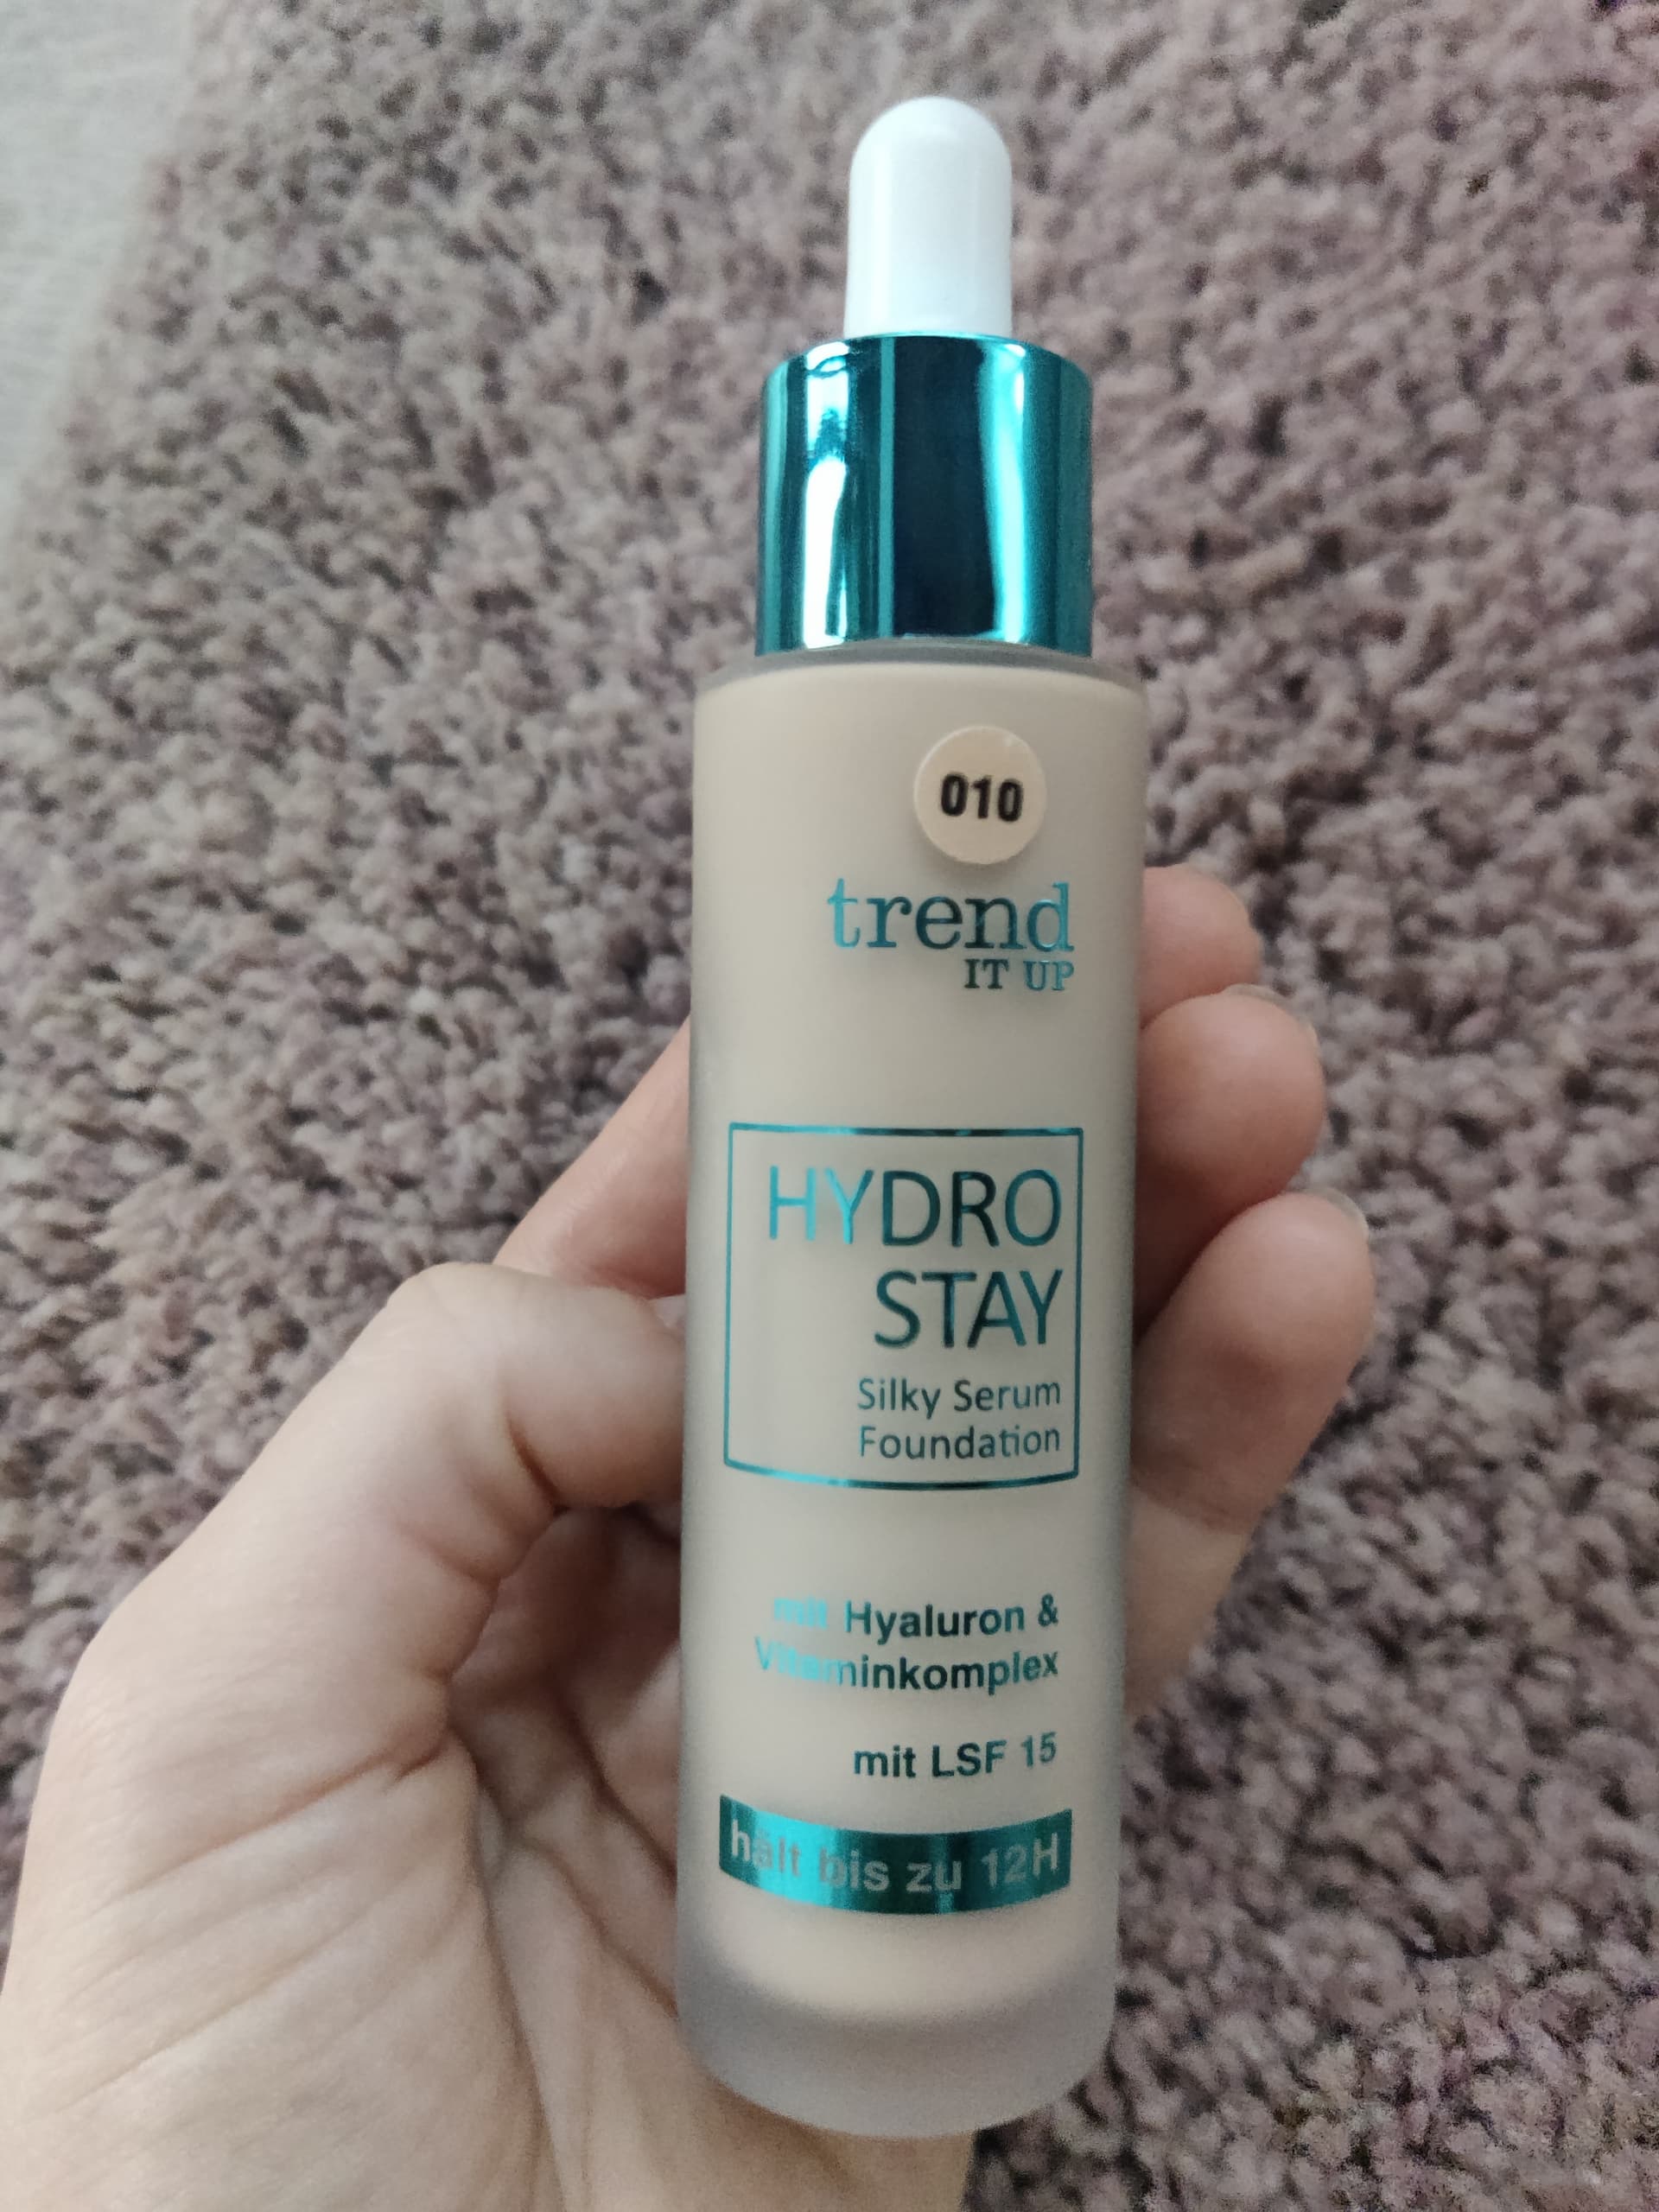 010
trend
IT UP
HYDRO
STAY
Silky Serum
Foundation
mit Hyaluron &
Vitaminkomplex
mit LSF 15
hält bis zu 12H